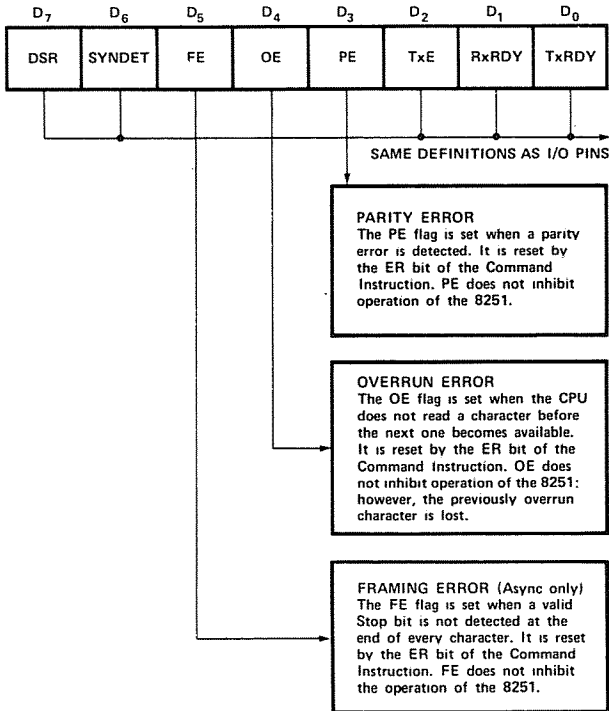 D7 D6 D5 D4 D3 D2 D1 D0
DSR SYNDET FE OE PE TxE RxRDY TxRDY
SAME DEFINITIONS AS I/O PINS
PARITY ERROR
The PE flag is set when a parity
error is detected. It is reset by
the ER bit of the Command
Instruction. PE does not inhibit
operation of the 8251.
OVERRUN ERROR
The OE flag is set when the CPU
does not read a character before
the next one becomes available.
It is reset by the ER bit of the
Command Instruction. OE does
not inhibit operation of the 8251;
however, the previously overrun
character is lost.
FRAMING ERROR (Async only)
The FE flag is set when a valid
Stop bit is not detected at the
end of every character. It is reset
by the ER bit of the Command
Instruction. FE does not inhibit
the operation of the 8251.